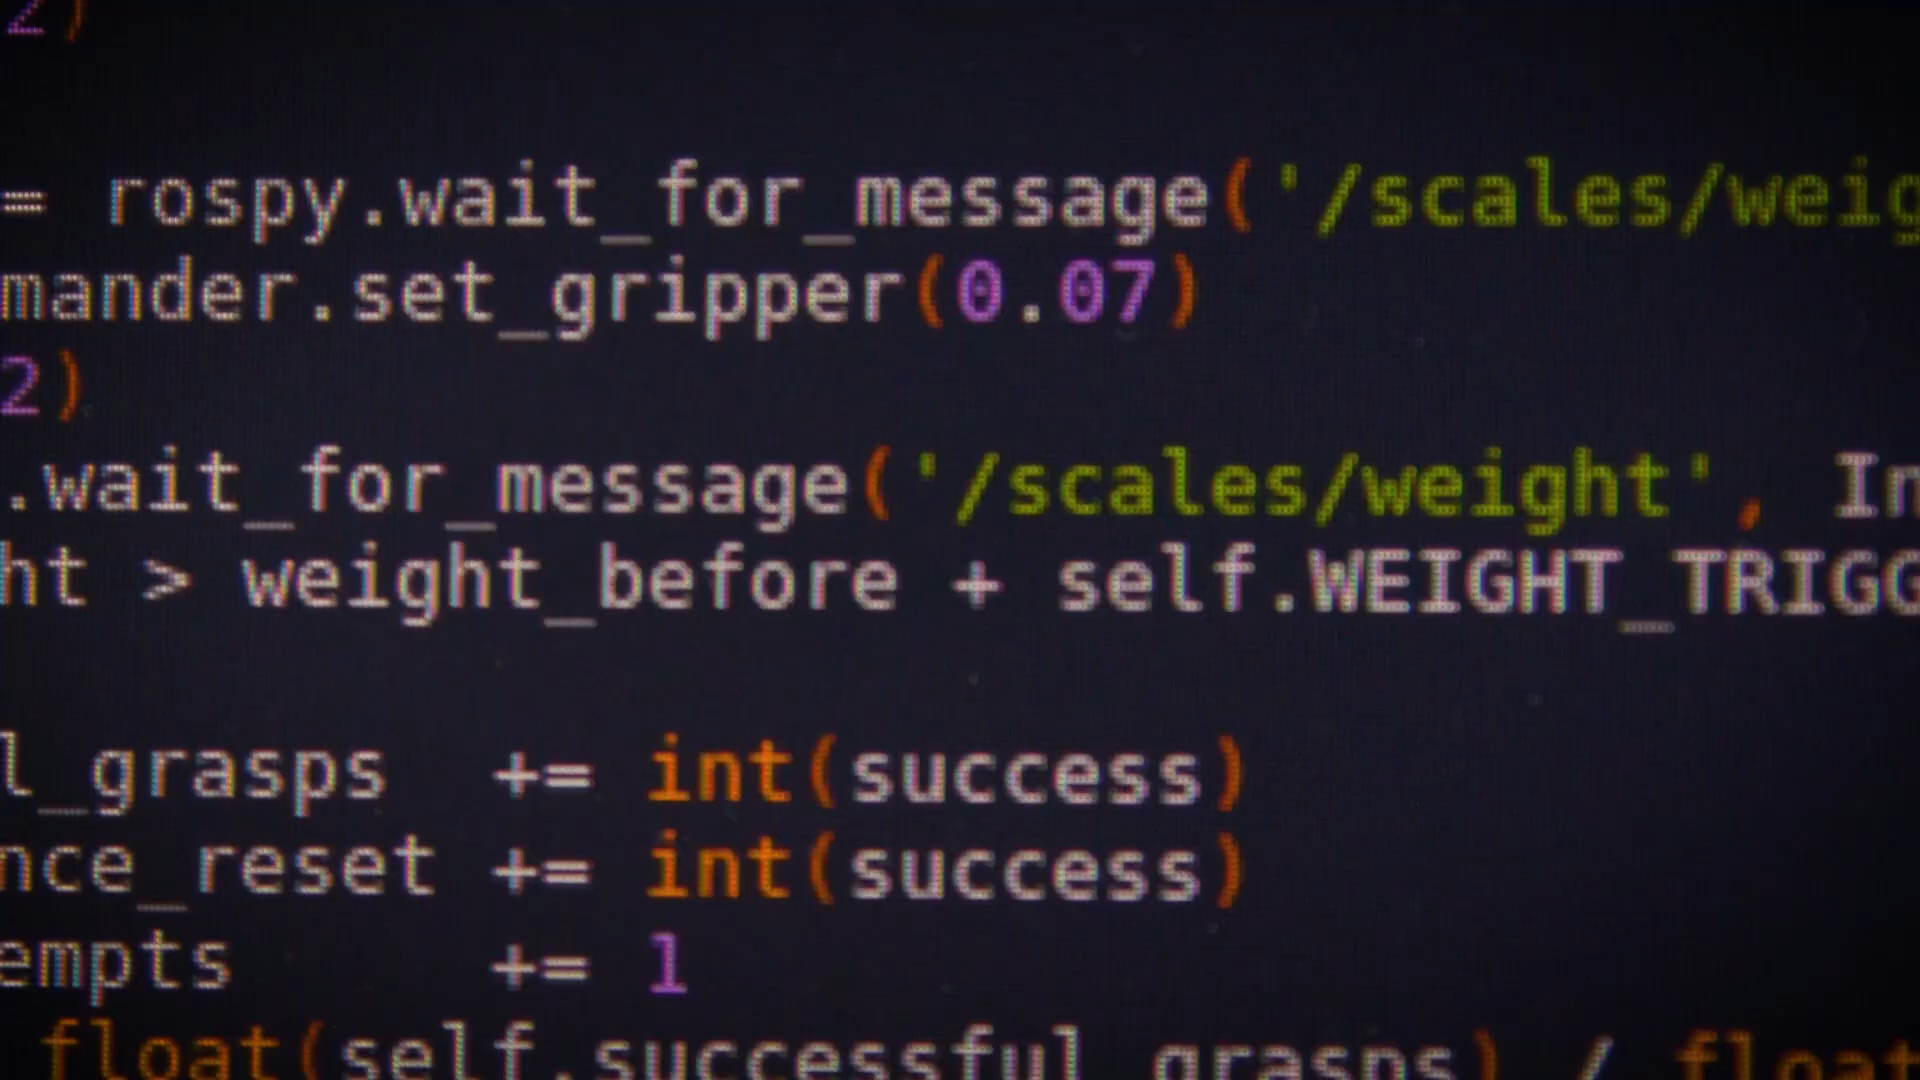 2)
= rospy.wait_for_message('/scales/weig
mander.set_gripper(0.07)
2)
.wait_for_message('/scales/weight', In
ht > weight_before + self.WEIGHT_TRIGG
l_grasps += int(success)
nce_reset += int(success)
empts += 1
float(self.successful_grasps) / float